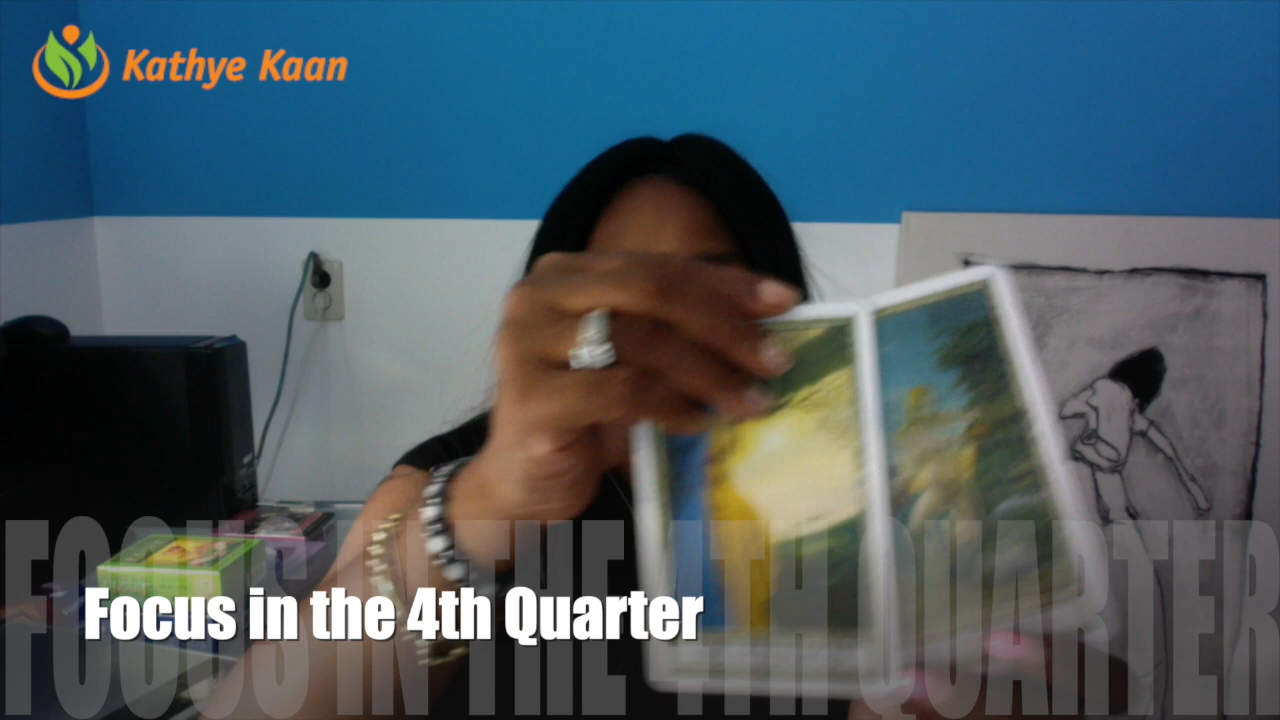 Kathye Kaan
FOCUS IN THE 4TH QUARTER
Focus in the 4th Quarter